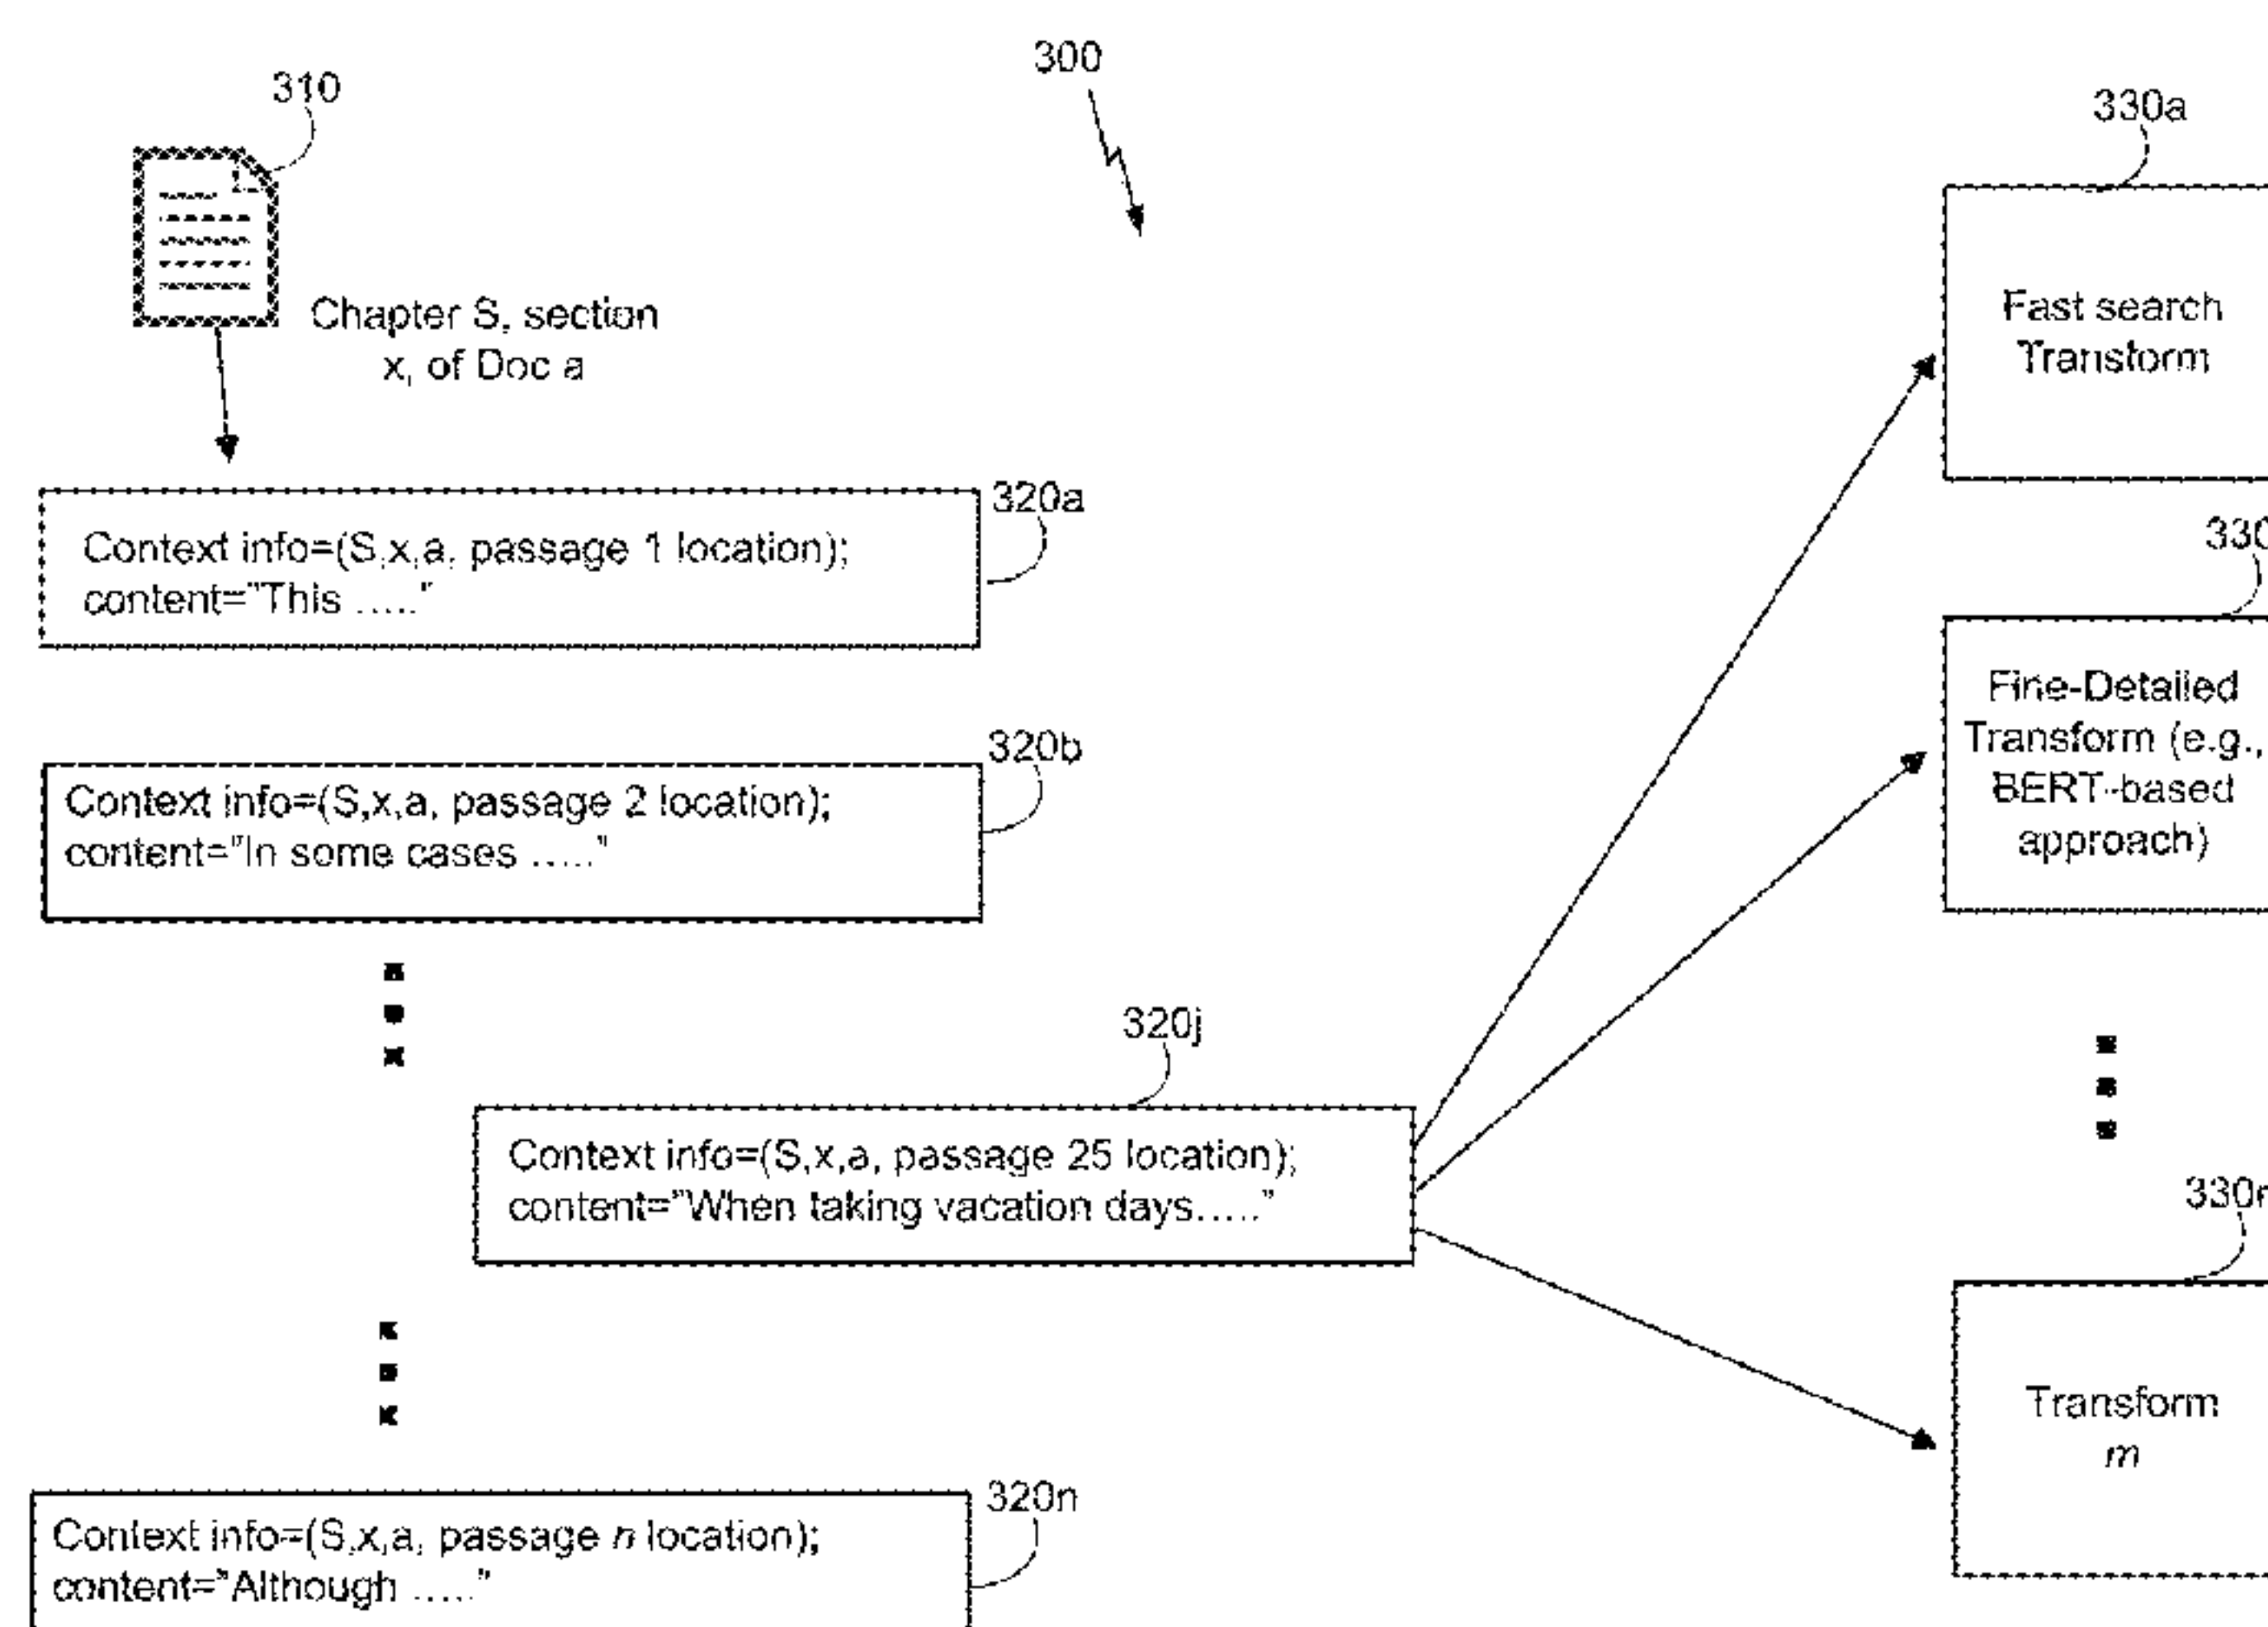 300
310
Chapter S, section
x, of Doc a
320a
Context info=(S,x,a, passage 1 location);
content="This ....."
320b
Context info=(S,x,a, passage 2 location);
content="In some cases ....."
320j
Context info=(S,x,a, passage 25 location);
content="When taking vacation days....."
320n
Context info=(S,x,a, passage n location);
content="Although ....."
330a
Fast search
Transform
330
Fine-Detailed
Transform (e.g.,
BERT-based
approach)
Transform
m